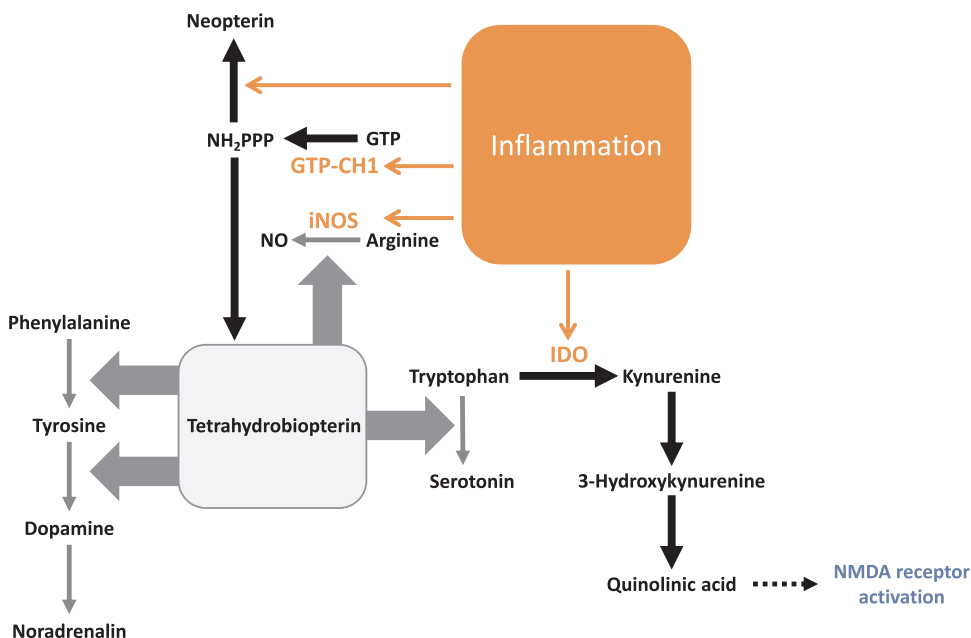 Neopterin
Inflammation
NH₂PPP
GTP
GTP-CH1
iNOS
NO
Arginine
Phenylalanine
IDO
Tryptophan
Kynurenine
Tyrosine
Tetrahydrobiopterin
Serotonin
3-Hydroxykynurenine
Dopamine
Quinolinic acid
NMDA receptor
activation
Noradrenalin